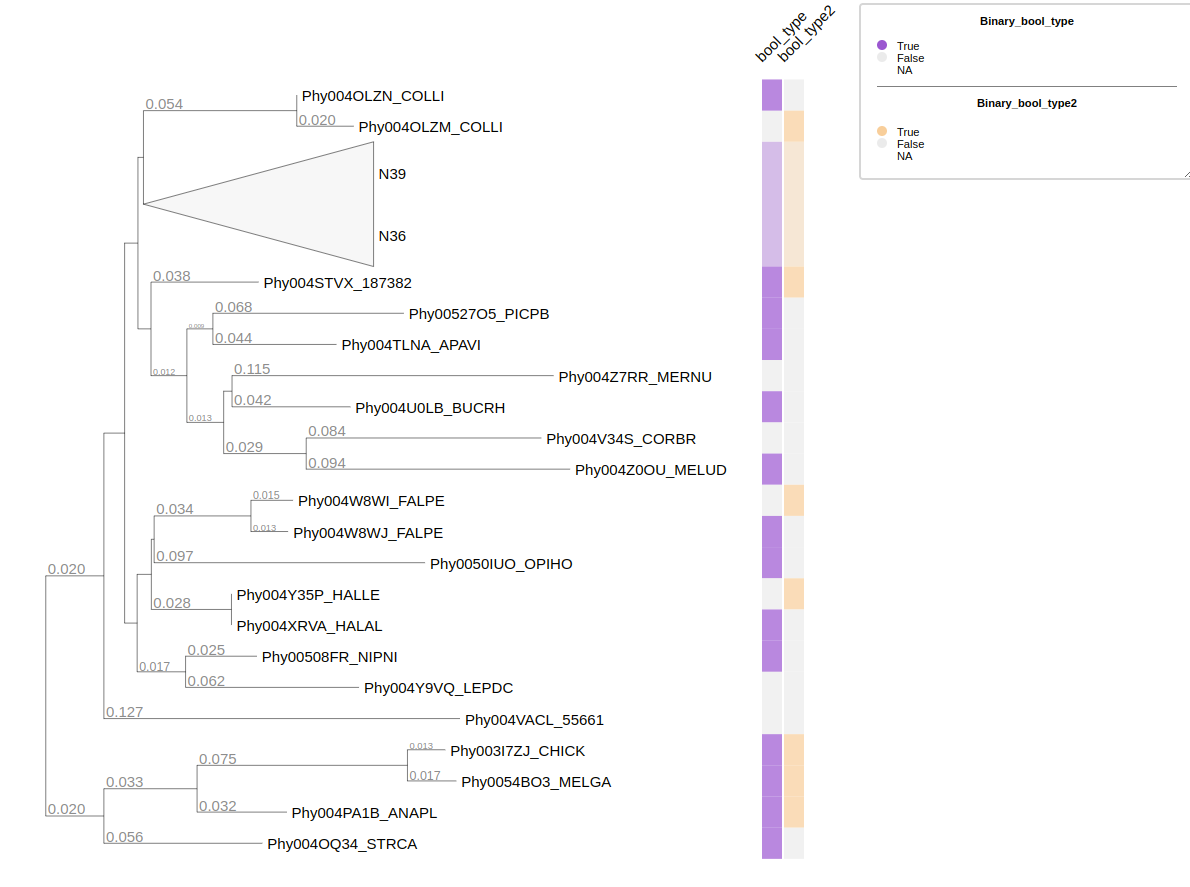 bool_type
bool_type2
Binary_bool_type
True
False
NA
Binary_bool_type2
True
False
NA
0.054
Phy004OLZN_COLLI
0.020
Phy004OLZM_COLLI
N39
N36
0.038
Phy004STVX_187382
0.068
Phy00527O5_PICPB
0.009
0.044
Phy004TLNA_APAVI
0.012
0.115
Phy004Z7RR_MERNU
0.042
Phy004U0LB_BUCRH
0.013
0.084
Phy004V34S_CORBR
0.029
0.094
Phy004Z0OU_MELUD
0.015
Phy004W8WI_FALPE
0.034
0.013
Phy004W8WJ_FALPE
0.097
Phy0050IUO_OPIHO
Phy004Y35P_HALLE
0.028
Phy004XRVA_HALAL
0.025
Phy00508FR_NIPNI
0.017
0.062
Phy004Y9VQ_LEPDC
0.020
0.127
Phy004VACL_55661
0.013
Phy003I7ZJ_CHICK
0.075
0.017
Phy0054BO3_MELGA
0.033
0.032
Phy004PA1B_ANAPL
0.020
0.056
Phy004OQ34_STRCA